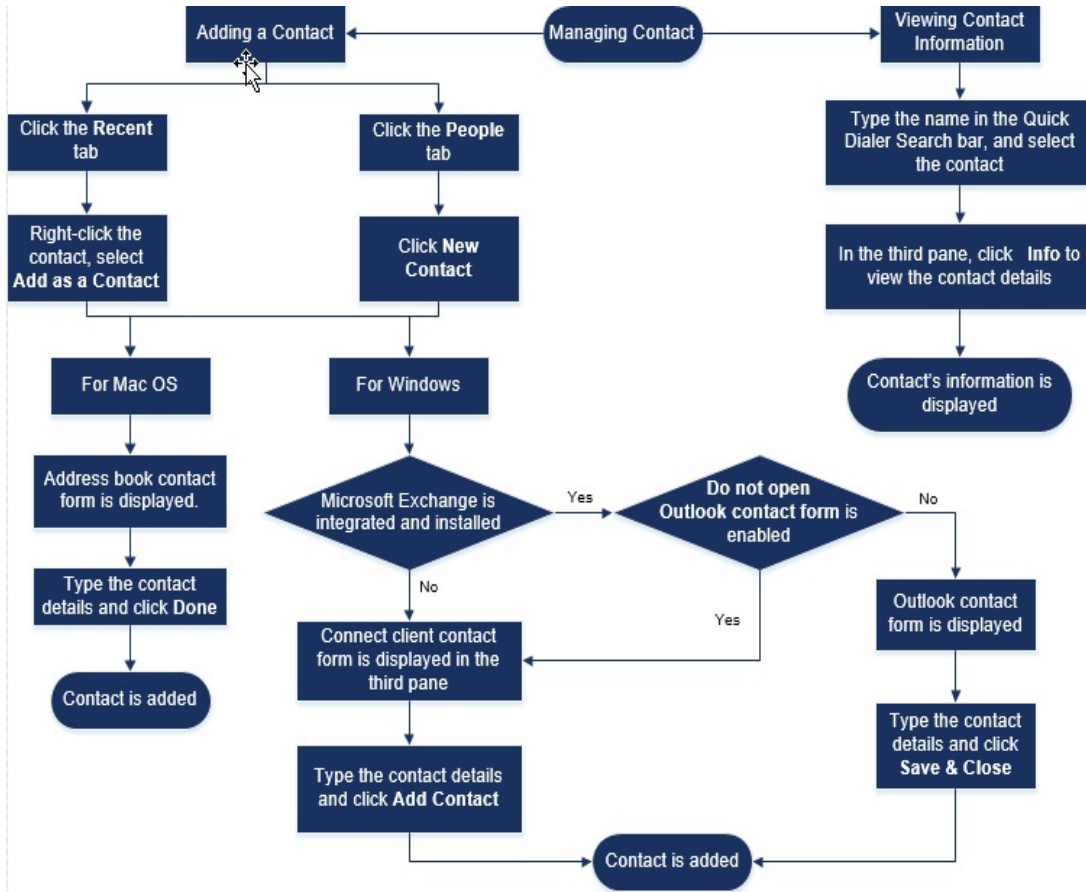 Adding a Contact
Managing Contact
Viewing Contact
Information
Click the Recent
tab
Click the People
tab
Type the name in the Quick
Dialer Search bar, and select
the contact
Right-click the
contact, select
Add as a Contact
Click New
Contact
In the third pane, click Info to
view the contact details
For Mac OS
For Windows
Contact's information is
displayed
Address book contact
form is displayed.
Microsoft Exchange is
integrated and installed
Yes
Do not open
Outlook contact form is
enabled
No
Type the contact
details and click Done
No
Yes
Outlook contact
form is displayed
Connect client contact
form is displayed in the
third pane
Contact is added
Type the contact
details and click
Save & Close
Type the contact details
and click Add Contact
Contact is added